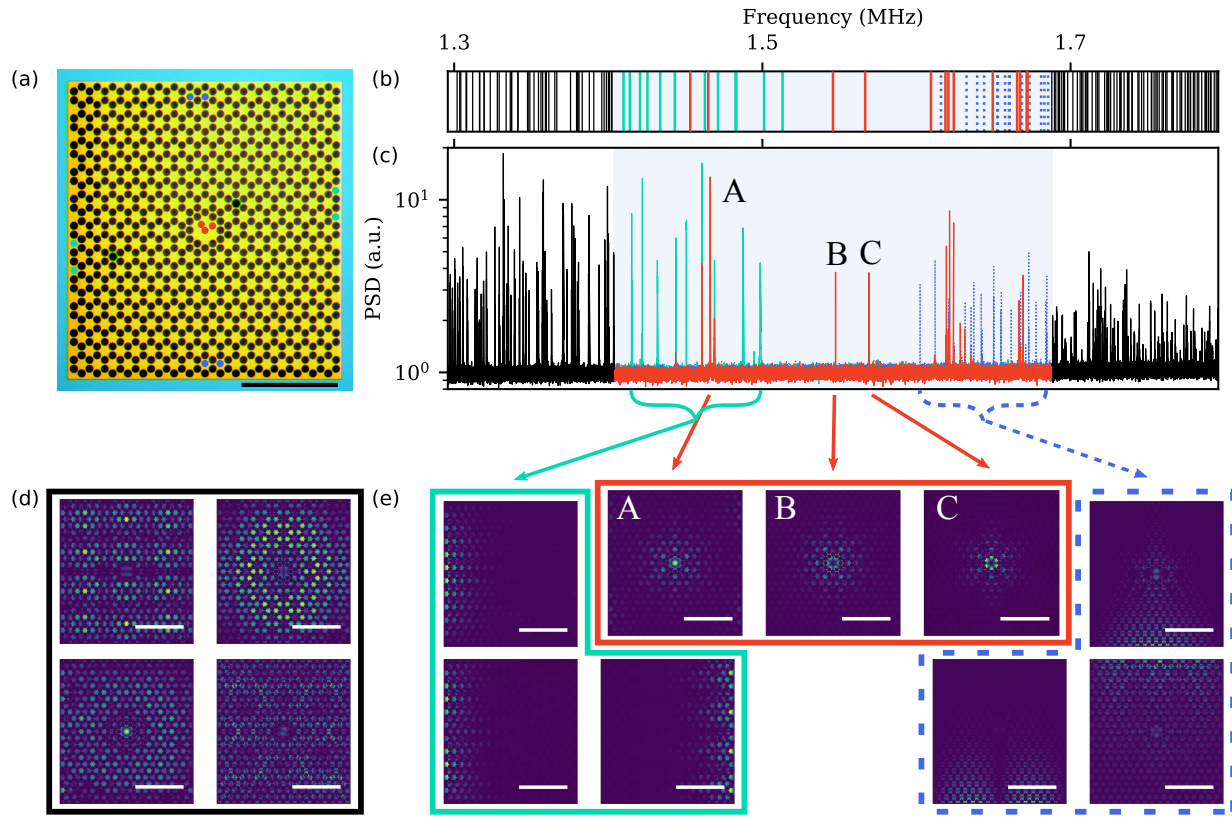 Frequency (MHz)
1.3 1.5 1.7
(a)
(b)
(c)
PSD (a.u.)
10¹
10⁰
A
B
C
(d)
(e)
A
B
C